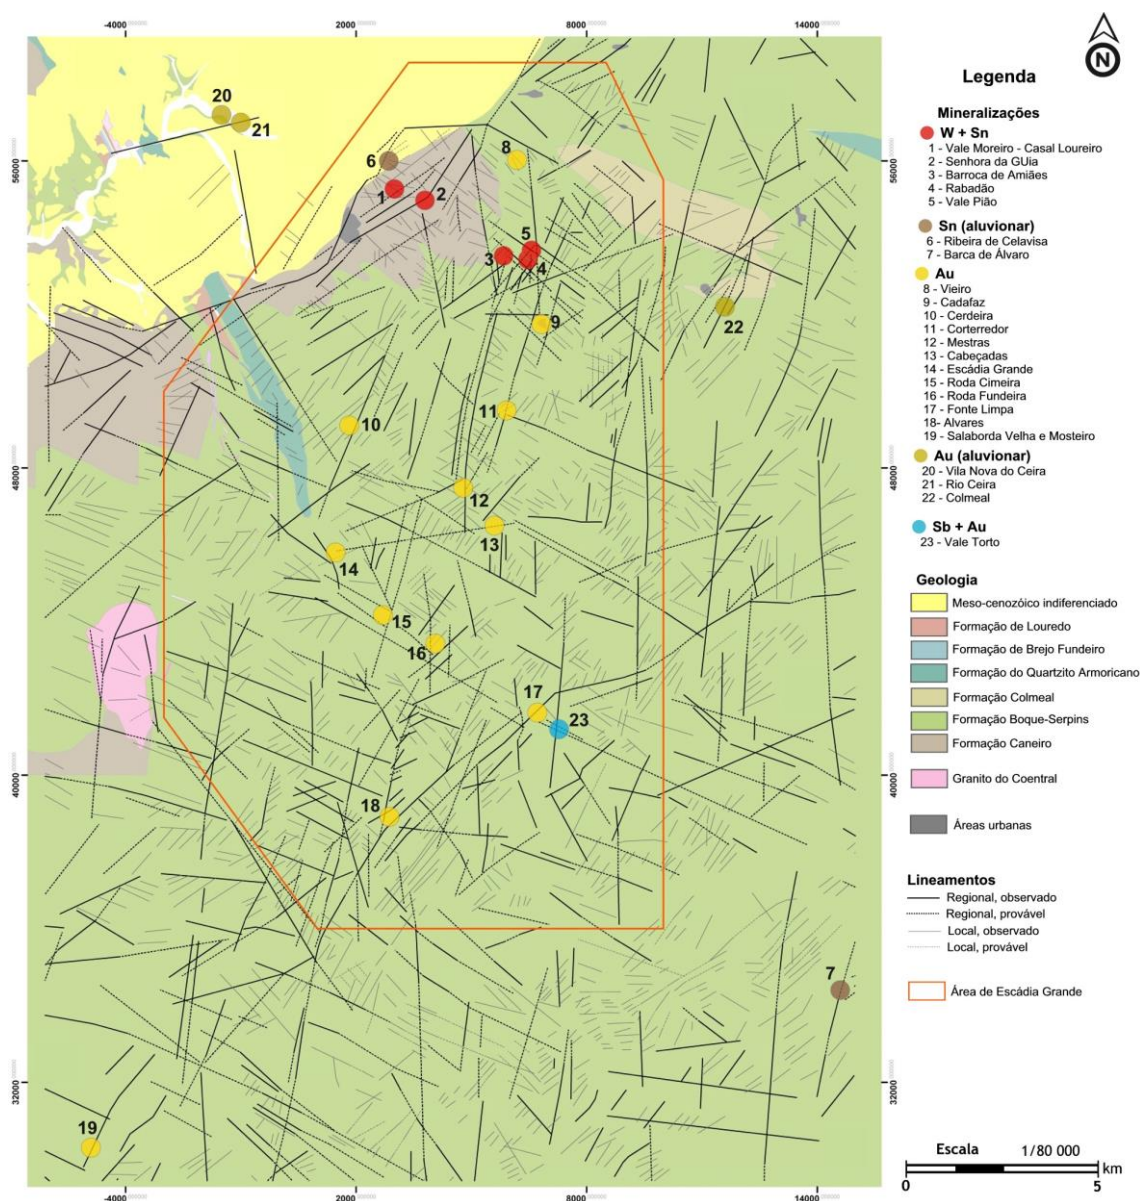 -4000
2000
8000
14000
N
56000
48000
40000
32000
56000
48000
40000
32000
20
21
6
1
2
8
5
3
4
9
22
10
11
12
13
14
15
16
17
23
18
7
19
-4000
2000
8000
14000
Legenda
Mineralizações
W + Sn
1 - Vale Moreiro - Casal Loureiro
2 - Senhora da GUia
3 - Barroca de Amiães
4 - Rabadão
5 - Vale Pião
Sn (aluvionar)
6 - Ribeira de Celavisa
7 - Barca de Álvaro
Au
8 - Vieiro
9 - Cadafaz
10 - Cerdeira
11 - Corterredor
12 - Mestras
13 - Cabeçadas
14 - Escádia Grande
15 - Roda Cimeira
16 - Roda Fundeira
17 - Fonte Limpa
18- Alvares
19 - Salaborda Velha e Mosteiro
Au (aluvionar)
20 - Vila Nova do Ceira
21 - Rio Ceira
22 - Colmeal
Sb + Au
23 - Vale Torto
Geologia
Meso-cenozóico indiferenciado
Formação de Louredo
Formação de Brejo Fundeiro
Formação do Quartzito Armoricano
Formação Colmeal
Formação Boque-Serpins
Formação Caneiro
Granito do Coentral
Áreas urbanas
Lineamentos
Regional, observado
Regional, provável
Local, observado
Local, provável
Área de Escádia Grande
Escala 1/80 000
0 5 km